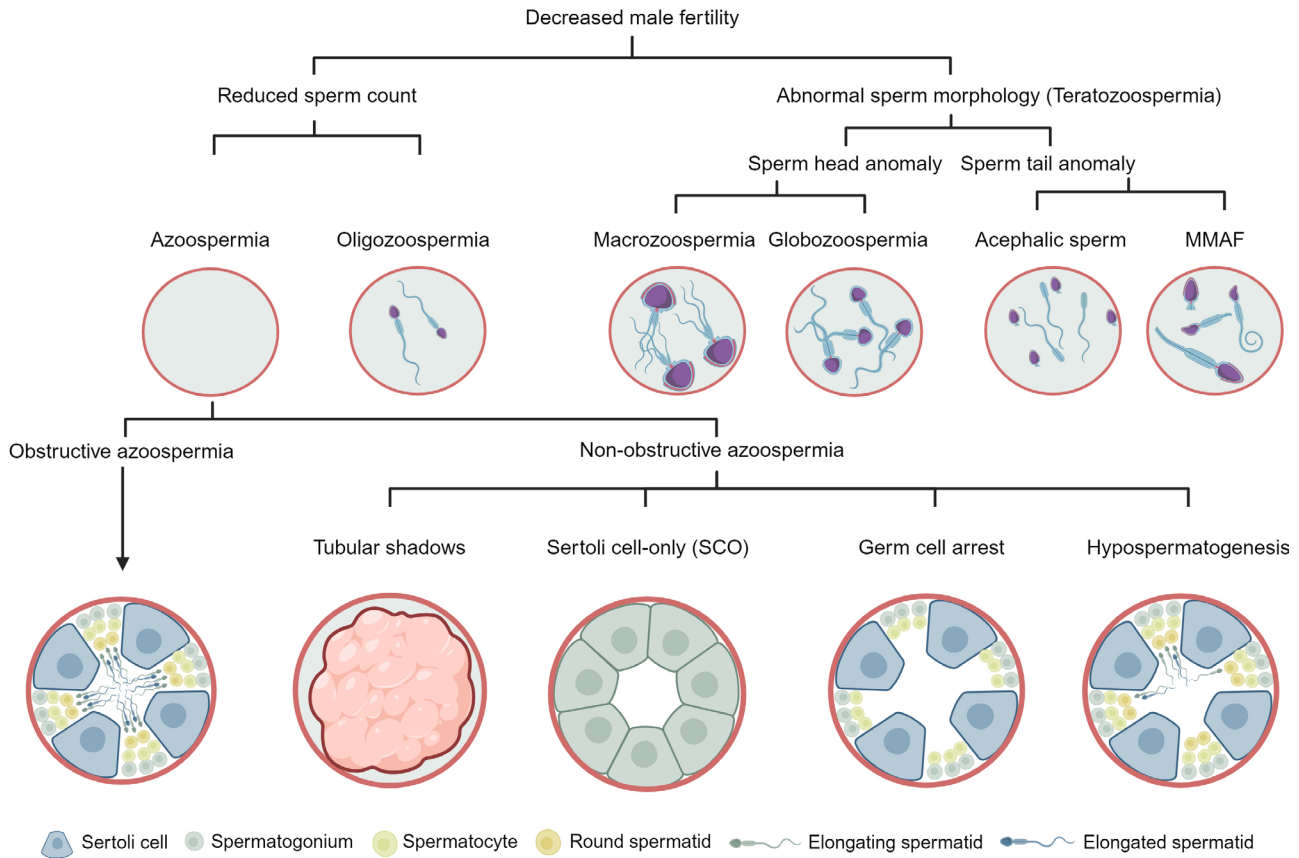 Decreased male fertility
Reduced sperm count
Abnormal sperm morphology (Teratozoospermia)
Sperm head anomaly
Sperm tail anomaly
Azoospermia
Oligozoospermia
Macrozoospermia
Globozoospermia
Acephalic sperm
MMAF
Obstructive azoospermia
Non-obstructive azoospermia
Tubular shadows
Sertoli cell-only (SCO)
Germ cell arrest
Hypospermatogenesis
Sertoli cell
Spermatogonium
Spermatocyte
Round spermatid
Elongating spermatid
Elongated spermatid